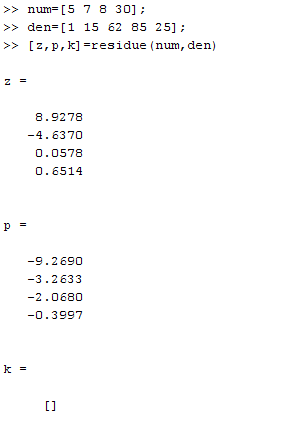 >> num=[5 7 8 30];
>> den=[1 15 62 85 25];
>> [z,p,k]=residue(num,den)
z =
8.9278
-4.6370
0.0578
0.6514
p =
-9.2690
-3.2633
-2.0680
-0.3997
k =
[]